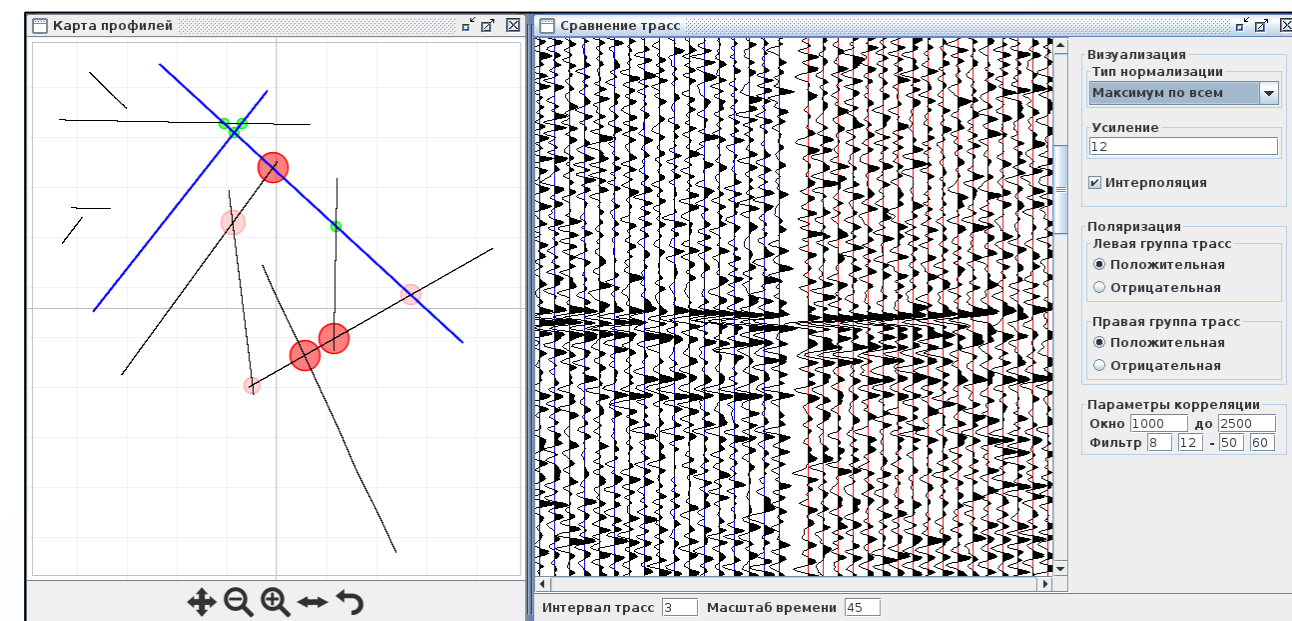 Карта профилей
Сравнение трасс
Визуализация
Тип нормализации
Максимум по всем
Усиление
12
Интерполяция
Поляризация
Левая группа трасс
Положительная
Отрицательная
Правая группа трасс
Положительная
Отрицательная
Параметры корреляции
Окно 1000 до 2500
Фильтр 8 12 - 50 60
Интервал трасс 3 Масштаб времени 45